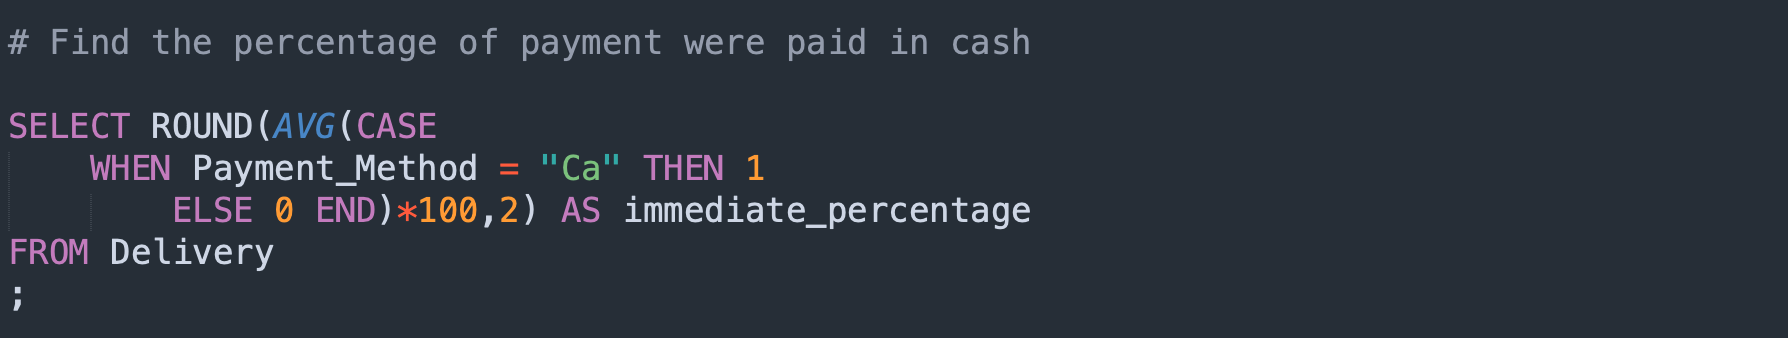 # Find the percentage of payment were paid in cash
SELECT ROUND(AVG(CASE
WHEN Payment_Method = "Ca" THEN 1
ELSE 0 END)*100,2) AS immediate_percentage
FROM Delivery
;